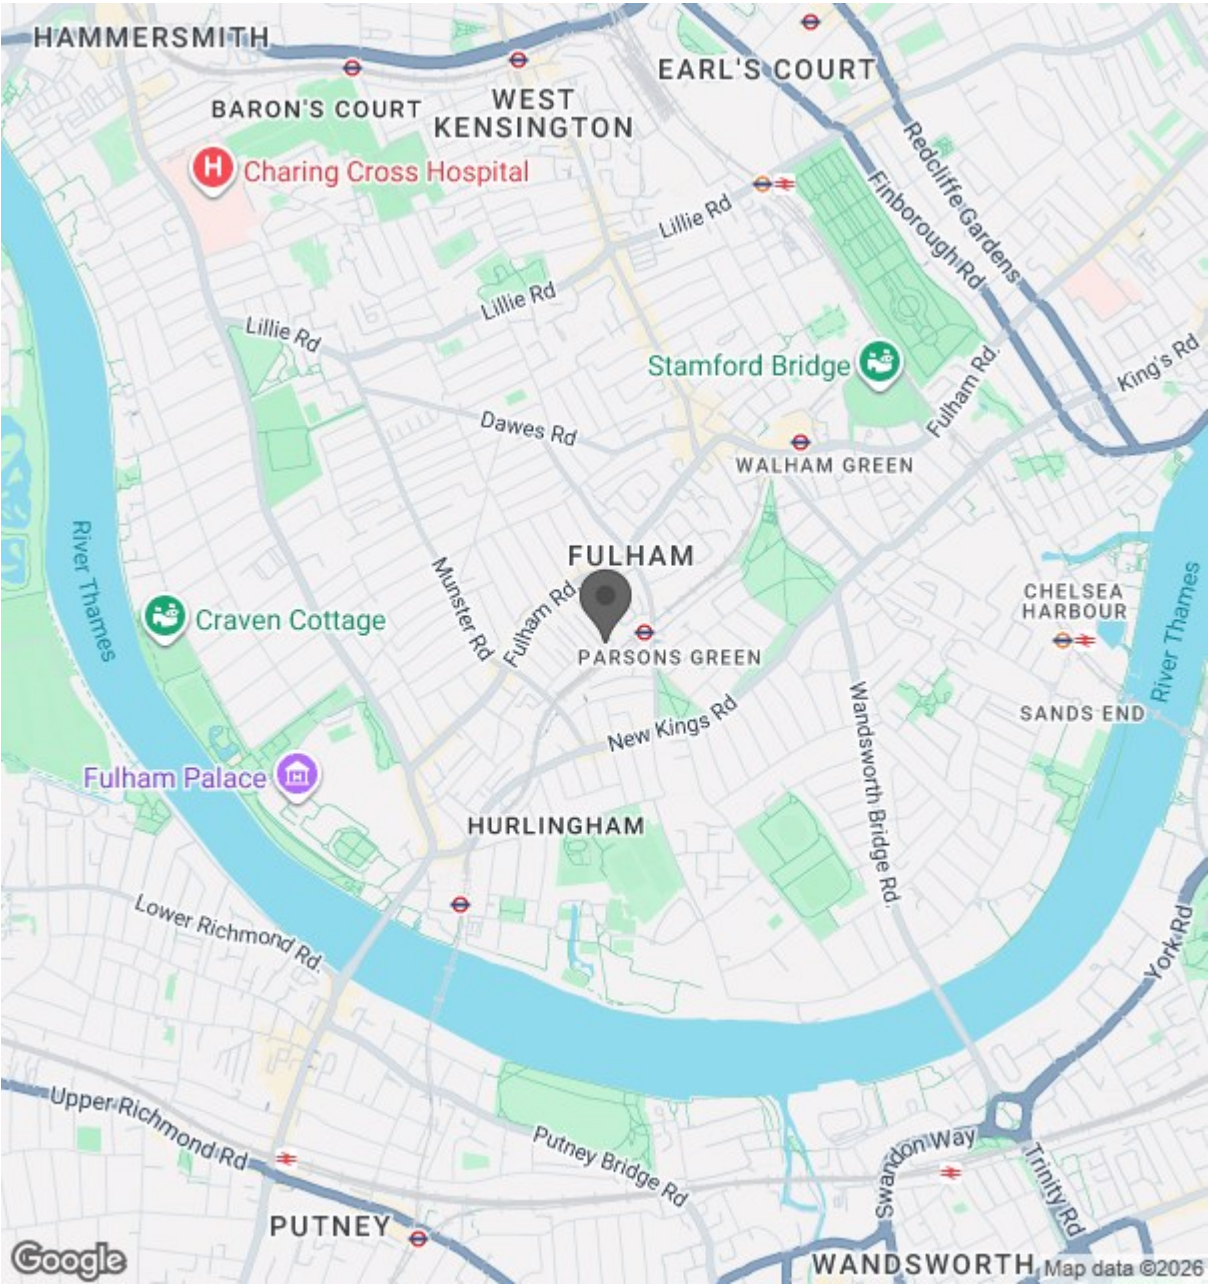 HAMMERSMITH
EARL'S COURT
BARON'S COURT
WEST
KENSINGTON
H
Charing Cross Hospital
Redcliffe Gardens
Finborough Rd
Lillie Rd
Lillie Rd
Lillie Rd
King's Rd
Stamford Bridge
Fulham Rd.
Dawes Rd
WALHAM GREEN
River Thames
FULHAM
Munster Rd
Fulham Rd
CHELSEA
HARBOUR
River Thames
Craven Cottage
PARSONS GREEN
Wandsworth Bridge Rd.
New Kings Rd
SANDS END
Fulham Palace
HURLINGHAM
Lower Richmond Rd.
York Rd
Upper Richmond Rd
Putney Bridge Rd
Swandon Way
Trinity Rd
PUTNEY
WANDSWORTH
Google
Map data ©2026